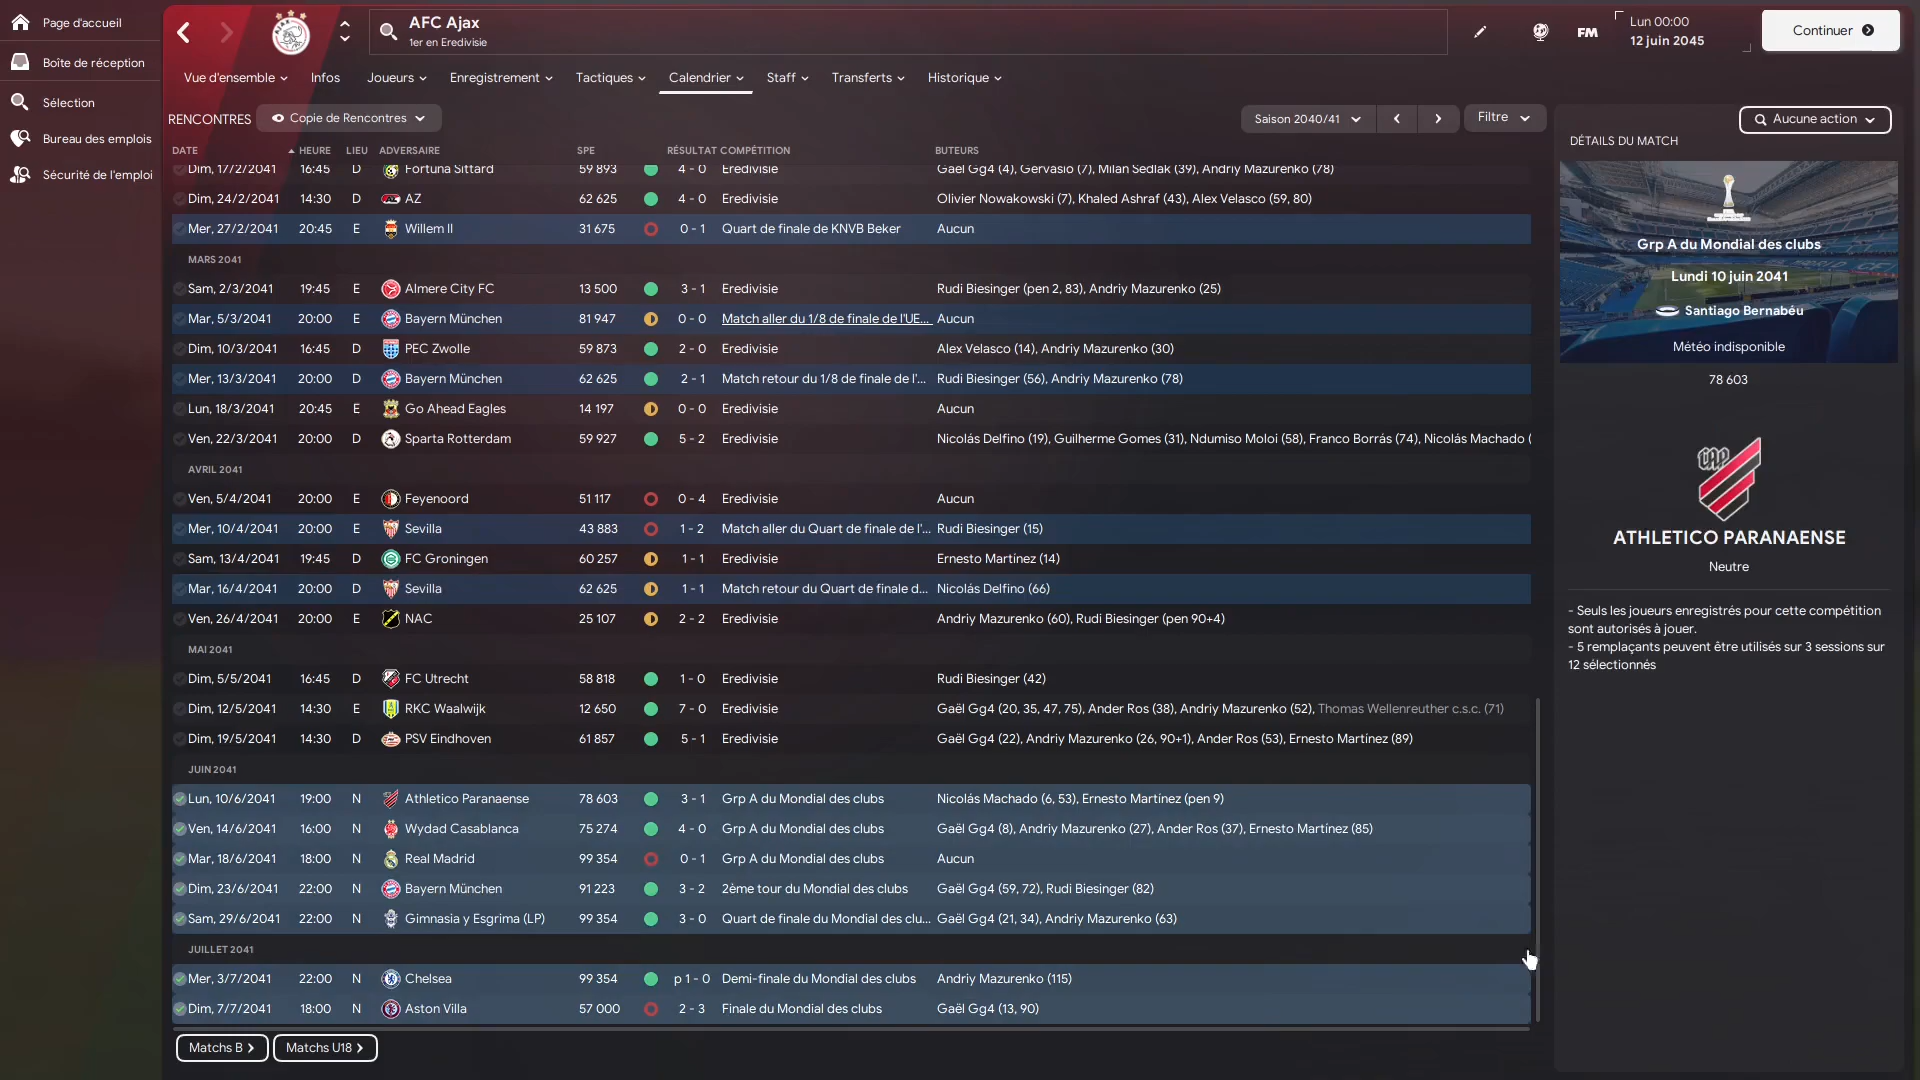 Page d'accueil
Boîte de réception
Sélection
Bureau des emplois
Sécurité de l'emploi
AFC Ajax
1er en Eredivisie
FM
Lun 00:00
12 juin 2045
Continuer
Vue d'ensemble Infos Joueurs Enregistrement Tactiques Calendrier Staff Transferts Historique
RENCONTRES Copie de Rencontres Saison 2040/41 Filtre
DATE HEURE LIEU ADVERSAIRE SPE RÉSULTAT COMPÉTITION BUTEURS
Dim, 17/2/2041 16:45 D Fortuna Sittard 59 893 4 - 0 Eredivisie Gaël Gg4 (4), Gervasio (7), Milan Sedlak (39), Andriy Mazurenko (78)
Dim, 24/2/2041 14:30 D AZ 62 625 4 - 0 Eredivisie Olivier Nowakowski (7), Khaled Ashraf (43), Alex Velasco (59, 80)
Mer, 27/2/2041 20:45 E Willem II 31 675 0 - 1 Quart de finale de KNVB Beker Aucun
MARS 2041
Sam, 2/3/2041 19:45 E Almere City FC 13 500 3 - 1 Eredivisie Rudi Biesinger (pen 2, 83), Andriy Mazurenko (25)
Mar, 5/3/2041 20:00 E Bayern München 81 947 0 - 0 Match aller du 1/8 de finale de l'UE... Aucun
Dim, 10/3/2041 16:45 D PEC Zwolle 59 873 2 - 0 Eredivisie Alex Velasco (14), Andriy Mazurenko (30)
Mer, 13/3/2041 20:00 D Bayern München 62 625 2 - 1 Match retour du 1/8 de finale de l'... Rudi Biesinger (56), Andriy Mazurenko (78)
Lun, 18/3/2041 20:45 E Go Ahead Eagles 14 197 0 - 0 Eredivisie Aucun
Ven, 22/3/2041 20:00 D Sparta Rotterdam 59 927 5 - 2 Eredivisie Nicolás Delfino (19), Guilherme Gomes (31), Ndumiso Moloi (58), Franco Borrás (74), Nicolás Machado (
AVRIL 2041
Ven, 5/4/2041 20:00 E Feyenoord 51 117 0 - 4 Eredivisie Aucun
Mer, 10/4/2041 20:00 E Sevilla 43 883 1 - 2 Match aller du Quart de finale de l'... Rudi Biesinger (15)
Sam, 13/4/2041 19:45 D FC Groningen 60 257 1 - 1 Eredivisie Ernesto Martínez (14)
Mar, 16/4/2041 20:00 D Sevilla 62 625 1 - 1 Match retour du Quart de finale d... Nicolás Delfino (66)
Ven, 26/4/2041 20:00 E NAC 25 107 2 - 2 Eredivisie Andriy Mazurenko (60), Rudi Biesinger (pen 90+4)
MAI 2041
Dim, 5/5/2041 16:45 D FC Utrecht 58 818 1 - 0 Eredivisie Rudi Biesinger (42)
Dim, 12/5/2041 14:30 E RKC Waalwijk 12 650 7 - 0 Eredivisie Gaël Gg4 (20, 35, 47, 75), Ander Ros (38), Andriy Mazurenko (52), Thomas Wellenreuther c.s.c. (71)
Dim, 19/5/2041 14:30 D PSV Eindhoven 61 857 5 - 1 Eredivisie Gaël Gg4 (22), Andriy Mazurenko (26, 90+1), Ander Ros (53), Ernesto Martínez (89)
JUIN 2041
Lun, 10/6/2041 19:00 N Athletico Paranaense 78 603 3 - 1 Grp A du Mondial des clubs Nicolás Machado (6, 53), Ernesto Martínez (pen 9)
Ven, 14/6/2041 16:00 N Wydad Casablanca 75 274 4 - 0 Grp A du Mondial des clubs Gaël Gg4 (8), Andriy Mazurenko (27), Ander Ros (37), Ernesto Martínez (85)
Mar, 18/6/2041 18:00 N Real Madrid 99 354 0 - 1 Grp A du Mondial des clubs Aucun
Dim, 23/6/2041 22:00 N Bayern München 91 223 3 - 2 2ème tour du Mondial des clubs Gaël Gg4 (59, 72), Rudi Biesinger (82)
Sam, 29/6/2041 22:00 N Gimnasia y Esgrima (LP) 99 354 3 - 0 Quart de finale du Mondial des clu... Gaël Gg4 (21, 34), Andriy Mazurenko (63)
JUILLET 2041
Mer, 3/7/2041 22:00 N Chelsea 99 354 p 1 - 0 Demi-finale du Mondial des clubs Andriy Mazurenko (115)
Dim, 7/7/2041 18:00 N Aston Villa 57 000 2 - 3 Finale du Mondial des clubs Gaël Gg4 (13, 90)
Matchs B Matchs U18
Aucune action
DÉTAILS DU MATCH
Grp A du Mondial des clubs
Lundi 10 juin 2041
Santiago Bernabéu
Météo indisponible
78 603
CAP
ATHLETICO PARANAENSE
Neutre
- Seuls les joueurs enregistrés pour cette compétition
sont autorisés à jouer.
- 5 remplaçants peuvent être utilisés sur 3 sessions sur
12 sélectionnés